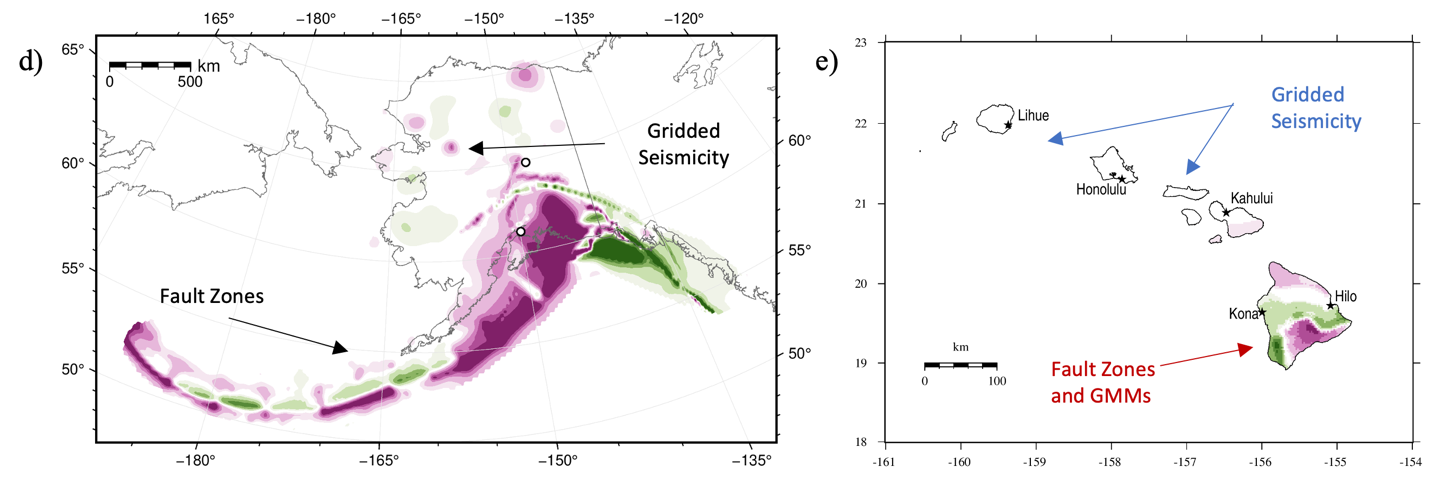 d)
165° −180° −165° −150° −135° −120°
65°
60°
55°
50°
km
0 500
Gridded
Seismicity
Fault Zones
60°
55°
50°
−180° −165° −150° −135°
e)
23
22
21
20
19
18
Lihue
Honolulu
Kahului
Gridded
Seismicity
Hilo
Kona
km
0 100
Fault Zones
and GMMs
-161 -160 -159 -158 -157 -156 -155 -154